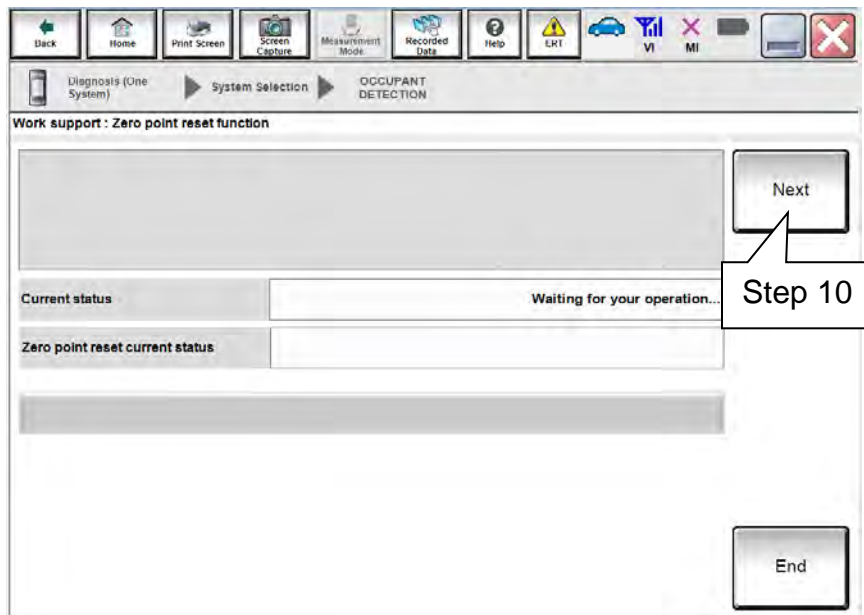 Back
Home
Print Screen
Screen
Capture
Measurement
Mode
Recorded
Data
Help
ERT
VI
MI
Diagnosis (One
System)
System Selection
OCCUPANT
DETECTION
Work support : Zero point reset function
Next
Step 10
Current status
Waiting for your operation...
Zero point reset current status
End